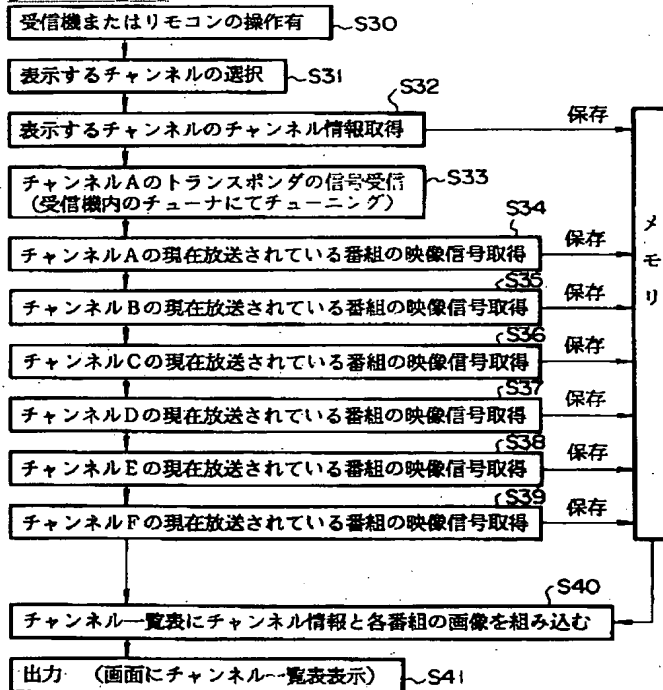 受信機またはリモコンの操作有 S30
表示するチャンネルの選択 S31
S32
表示するチャンネルのチャンネル情報取得 保存
チャンネルAのトランスポンダの信号受信 S33
(受信機内のチューナにてチューニング)
S34
チャンネルAの現在放送されている番組の映像信号取得 保存
S35
チャンネルBの現在放送されている番組の映像信号取得 保存
S36
チャンネルCの現在放送されている番組の映像信号取得 保存
S37
チャンネルDの現在放送されている番組の映像信号取得 保存
S38
チャンネルEの現在放送されている番組の映像信号取得 保存
S39
チャンネルFの現在放送されている番組の映像信号取得 保存
メモリ
S40
チャンネル一覧表にチャンネル情報と各番組の画像を組み込む
出力 (画面にチャンネル一覧表表示) S41